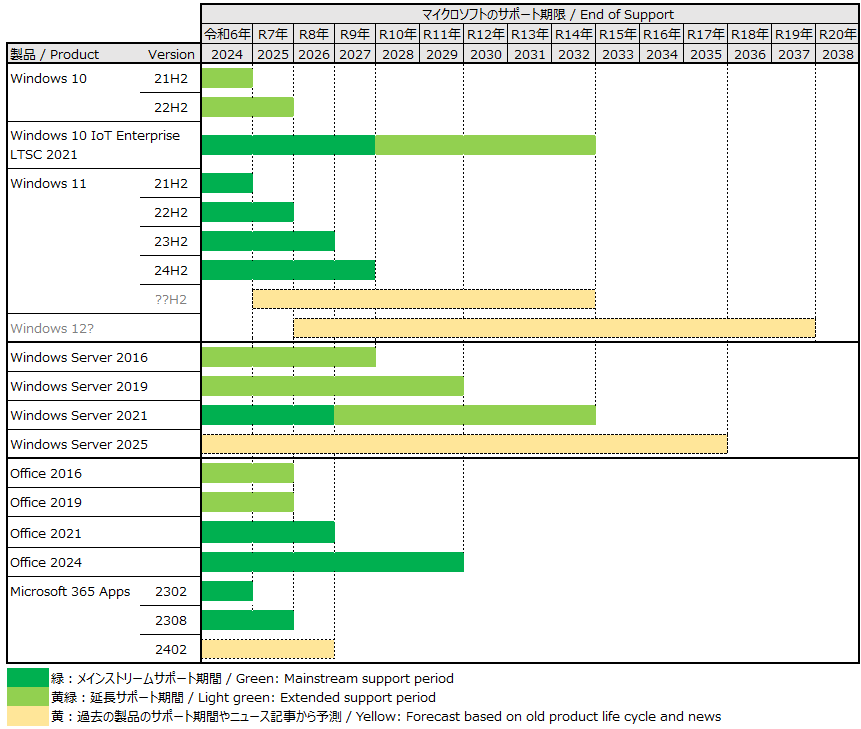 マイクロソフトのサポート期限 / End of Support
令和6年 R7年 R8年 R9年 R10年 R11年 R12年 R13年 R14年 R15年 R16年 R17年 R18年 R19年 R20年
製品 / Product Version 2024 2025 2026 2027 2028 2029 2030 2031 2032 2033 2034 2035 2036 2037 2038
Windows 10 21H2
22H2
Windows 10 IoT Enterprise
LTSC 2021
Windows 11 21H2
22H2
23H2
24H2
??H2
Windows 12?
Windows Server 2016
Windows Server 2019
Windows Server 2021
Windows Server 2025
Office 2016
Office 2019
Office 2021
Office 2024
Microsoft 365 Apps 2302
2308
2402
緑：メインストリームサポート期間 / Green: Mainstream support period
黄緑：延長サポート期間 / Light green: Extended support period
黄：過去の製品のサポート期間やニュース記事から予測 / Yellow: Forecast based on old product life cycle and news